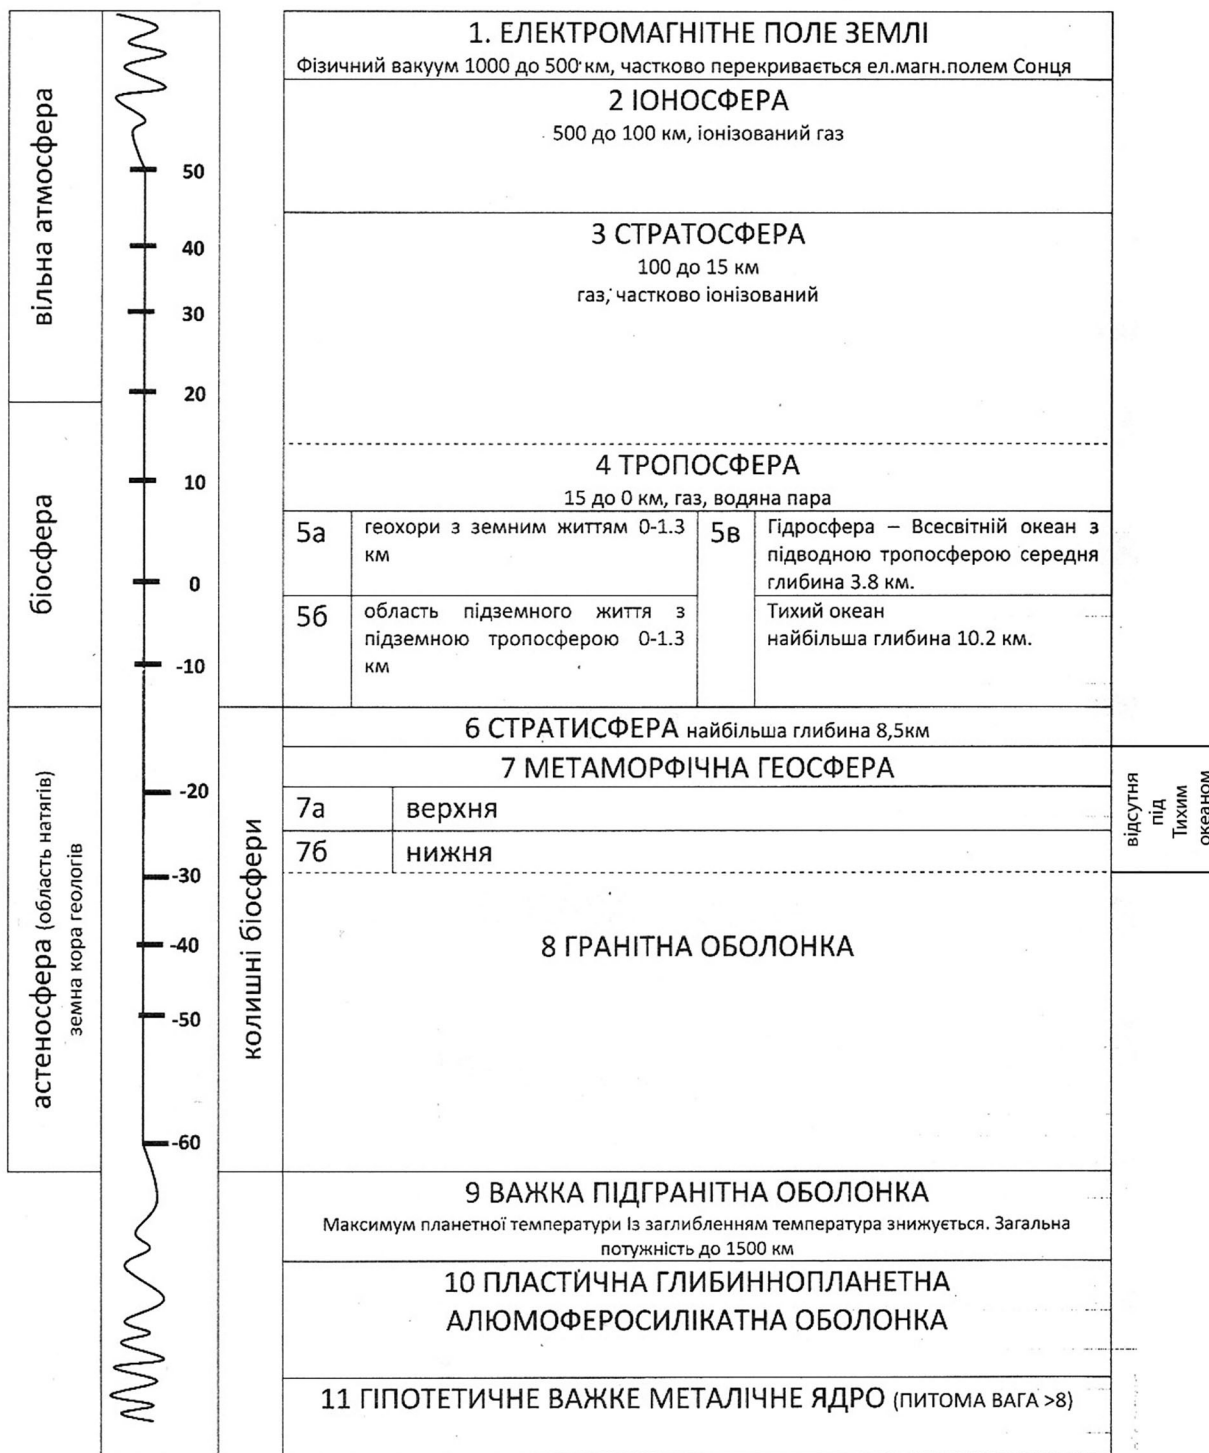 вільна атмосфера
біосфера
астеносфера (область натягів)
земна кора геологів
50
40
30
20
10
0
-10
-20
-30
-40
-50
-60
колишні біосфери
1. ЕЛЕКТРОМАГНІТНЕ ПОЛЕ ЗЕМЛІ
Фізичний вакуум 1000 до 500 км, частково перекривається ел.магн.полем Сонця
2 ІОНОСФЕРА
500 до 100 км, іонізований газ
3 СТРАТОСФЕРА
100 до 15 км
газ, частково іонізований
4 ТРОПОСФЕРА
15 до 0 км, газ, водяна пара
5а
геохори з земним життям 0-1.3
км
5в
Гідросфера – Всесвітній океан з
підводною тропосферою середня
глибина 3.8 км.
5б
область підземного життя з
підземною тропосферою 0-1.3
км
Тихий океан
найбільша глибина 10.2 км.
6 СТРАТИСФЕРА найбільша глибина 8,5км
7 МЕТАМОРФІЧНА ГЕОСФЕРА
7а верхня
7б нижня
відсутня
під
Тихим
океаном
8 ГРАНІТНА ОБОЛОНКА
9 ВАЖКА ПІДГРАНІТНА ОБОЛОНКА
Максимум планетної температури Із заглибленням температура знижується. Загальна
потужність до 1500 км
10 ПЛАСТИЧНА ГЛИБИННОПЛАНЕТНА
АЛЮМОФЕРОСИЛІКАТНА ОБОЛОНКА
11 ГІПОТЕТИЧНЕ ВАЖКЕ МЕТАЛІЧНЕ ЯДРО (ПИТОМА ВАГА >8)